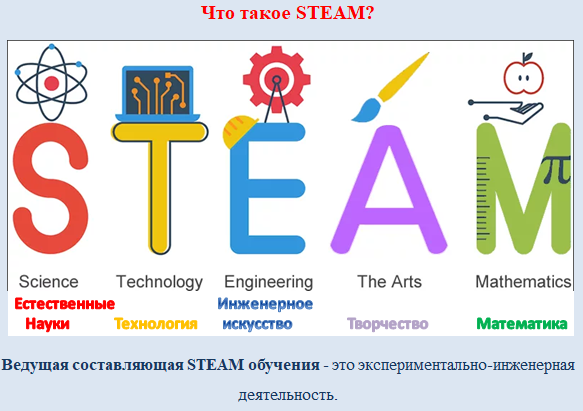 Что такое STEAM?
STEAM
π
Science Technology Engineering The Arts Mathematics
Естественные Науки Технология Инженерное искусство Творчество Математика
Ведущая составляющая STEAM обучения - это экспериментально-инженерная
деятельность.